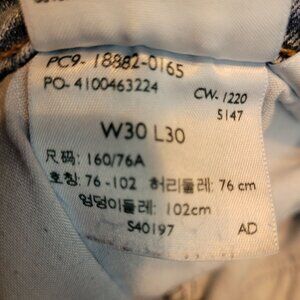 PC9- 18882-0165
PO- 4100463224
CW- 1220
5147
W30 L30
尺码: 160/76A
호칭: 76 -102 허리둘레: 76 cm
엉덩이둘레: 102cm
S40197 AD